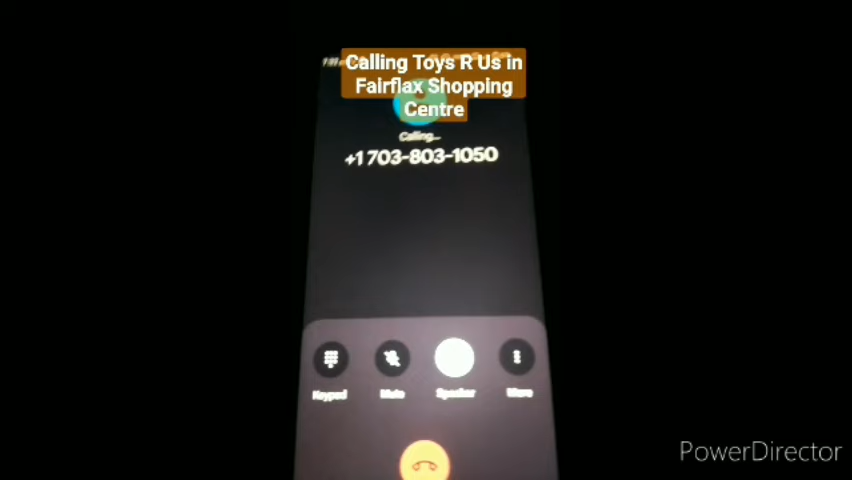 Calling Toys R Us in
Fairflax Shopping
Centre
Calling...
+1 703-803-1050
Keypad
Mute
Speaker
More
PowerDirector